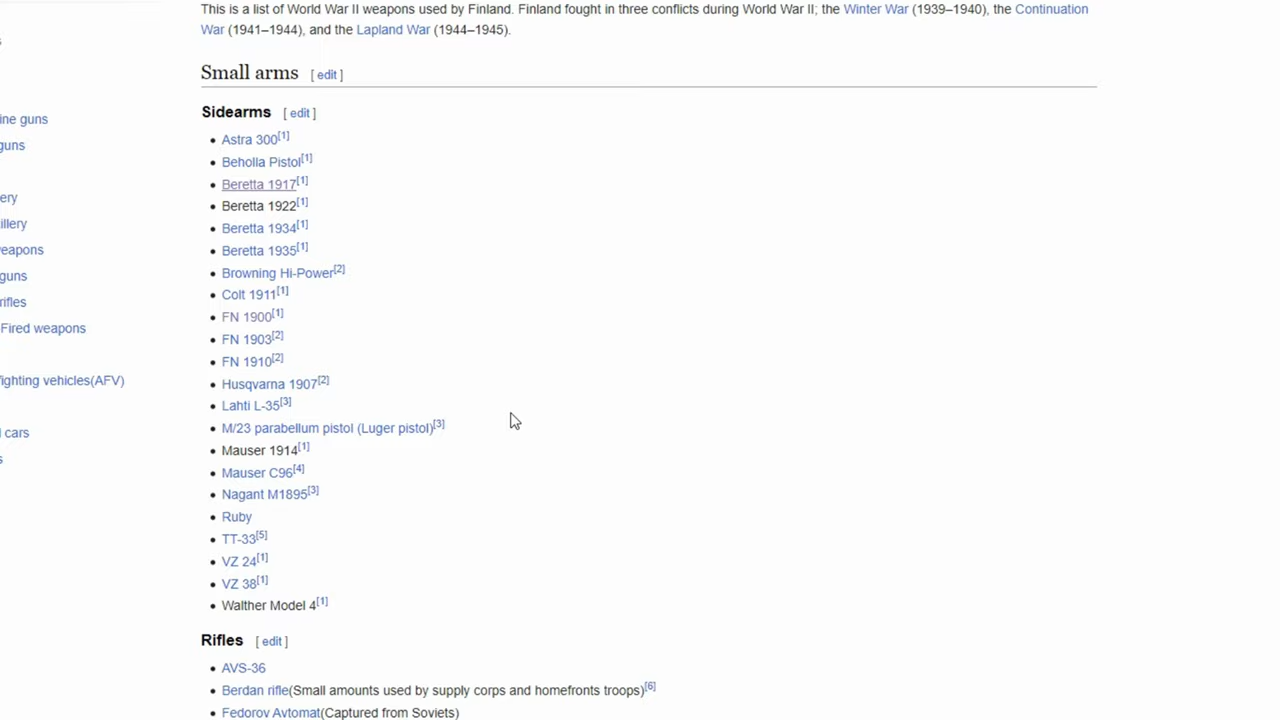 This is a list of World War II weapons used by Finland. Finland fought in three conflicts during World War II; the Winter War (1939–1940), the Continuation
War (1941–1944), and the Lapland War (1944–1945).
Small arms [ edit ]
Sidearms [ edit ]
ine guns
Astra 300[1]
guns
Beholla Pistol[1]
Beretta 1917[1]
ery
Beretta 1922[1]
illery
Beretta 1934[1]
weapons
Beretta 1935[1]
guns
Browning Hi-Power[2]
rifles
Colt 1911[1]
FN 1900[1]
Fired weapons
FN 1903[2]
FN 1910[2]
fighting vehicles(AFV)
Husqvarna 1907[2]
Lahti L-35[3]
cars
M/23 parabellum pistol (Luger pistol)[3]
Mauser 1914[1]
s
Mauser C96[4]
Nagant M1895[3]
Ruby
TT-33[5]
VZ 24[1]
VZ 38[1]
Walther Model 4[1]
Rifles [ edit ]
AVS-36
Berdan rifle(Small amounts used by supply corps and homefronts troops)[6]
Fedorov Avtomat(Captured from Soviets)